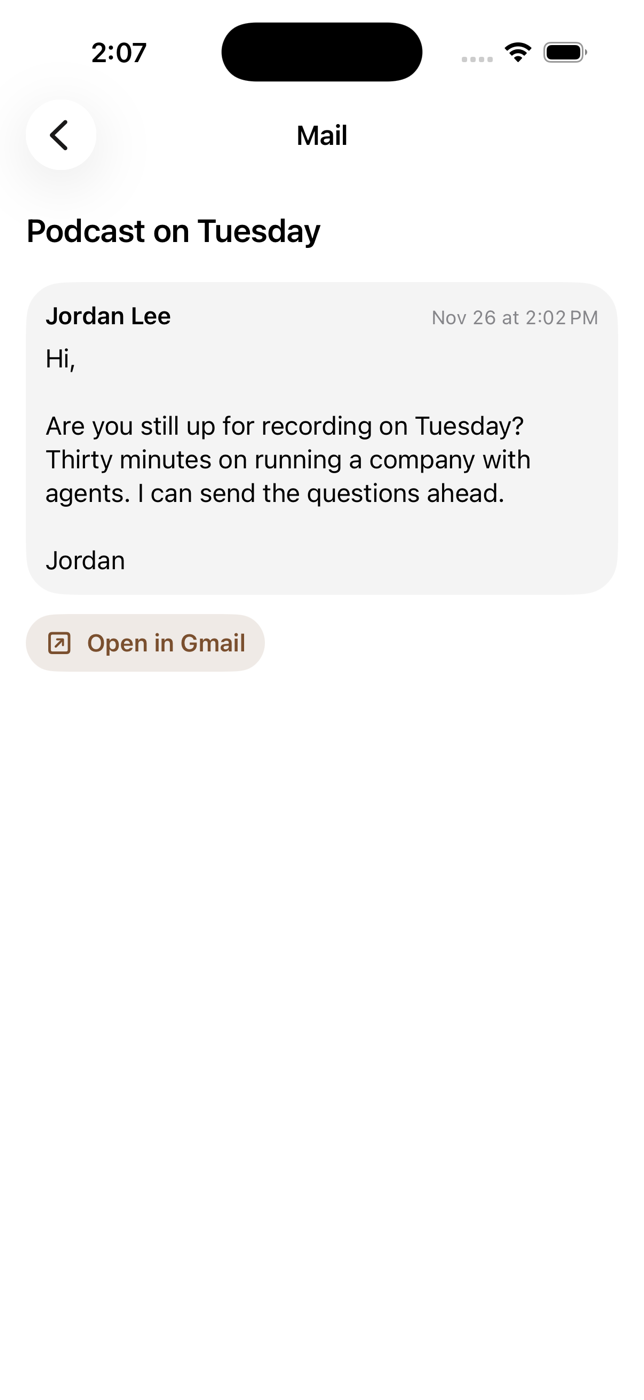 2:07
Mail
Podcast on Tuesday
Jordan Lee
Nov 26 at 2:02 PM
Hi,
Are you still up for recording on Tuesday?
Thirty minutes on running a company with
agents. I can send the questions ahead.
Jordan
Open in Gmail